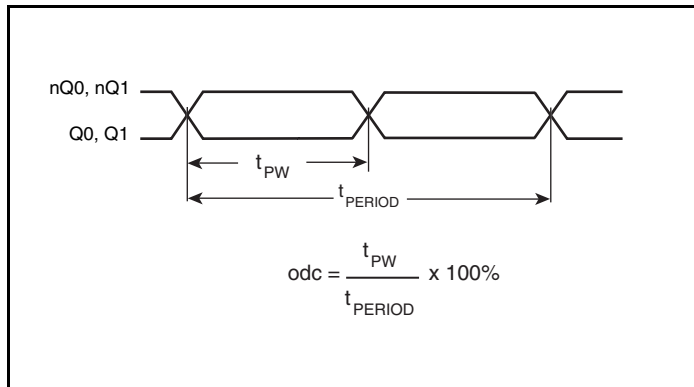 nQ0, nQ1
Q0, Q1
tPW
tPERIOD
odc = tPW / tPERIOD x 100%